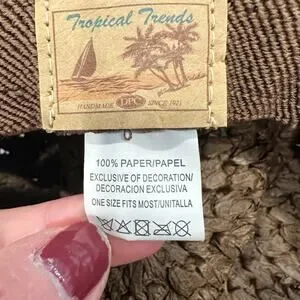 Tropical Trends
HANDMADE DPC SINCE 1921
100% PAPER/PAPEL
EXCLUSIVE OF DECORATION/
DECORACION EXCLUSIVA
ONE SIZE FITS MOST/UNITALLA